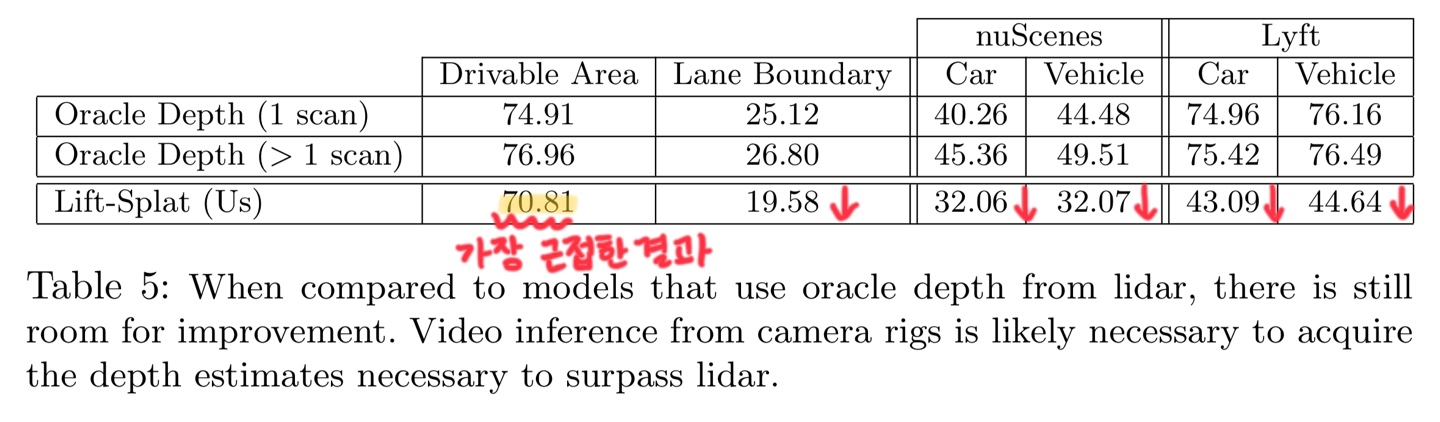 nuScenes Lyft
Drivable Area Lane Boundary Car Vehicle Car Vehicle
Oracle Depth (1 scan) 74.91 25.12 40.26 44.48 74.96 76.16
Oracle Depth (> 1 scan) 76.96 26.80 45.36 49.51 75.42 76.49
Lift-Splat (Us) 70.81 19.58 32.06 32.07 43.09 44.64
가장 근접한 결과
Table 5: When compared to models that use oracle depth from lidar, there is still
room for improvement. Video inference from camera rigs is likely necessary to acquire
the depth estimates necessary to surpass lidar.